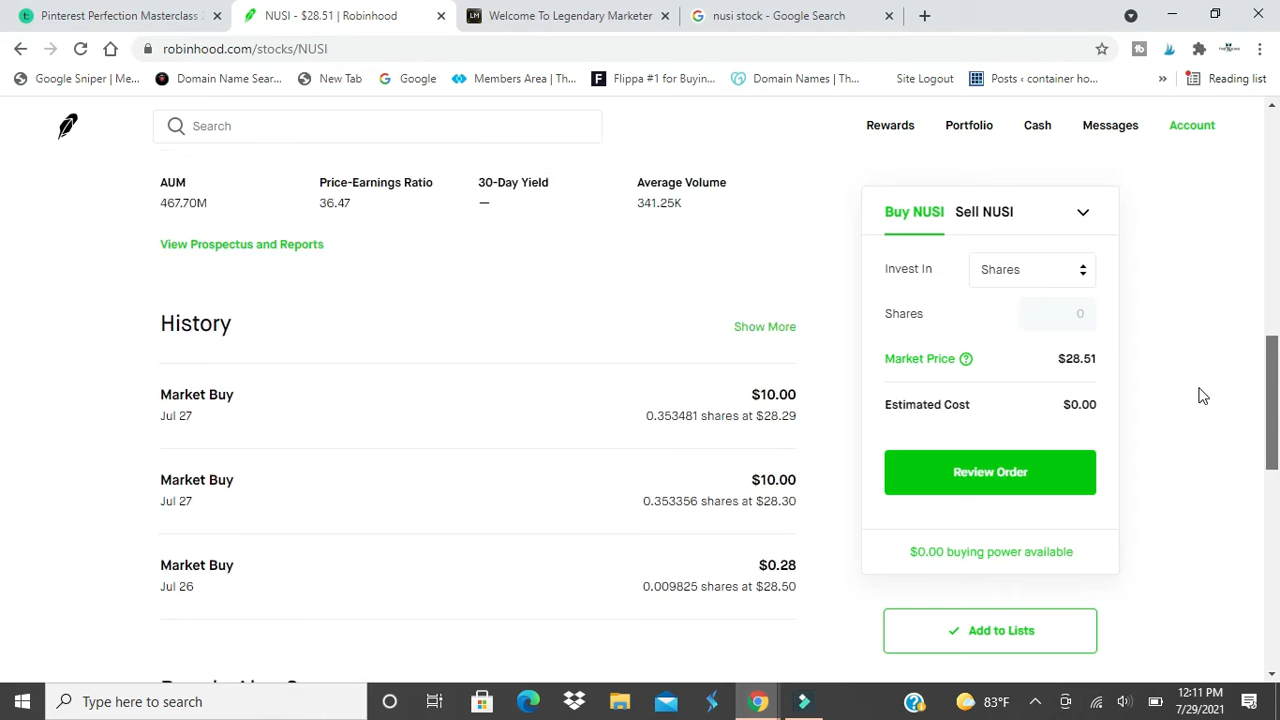 Pinterest Perfection Masterclass
NUSI - $28.51 | Robinhood
Welcome To Legendary Marketer
nusi stock - Google Search
robinhood.com/stocks/NUSI
Google Sniper | Me...
Domain Name Sear...
New Tab
Google
Members Area | Th...
Flippa #1 for Buyin...
Domain Names | Th...
Site Logout
Posts ‹ container ho...
»
Reading list
Search
Rewards
Portfolio
Cash
Messages
Account
AUM
Price-Earnings Ratio
30-Day Yield
Average Volume
467.70M
36.47
—
341.25K
View Prospectus and Reports
History
Show More
Market Buy
$10.00
Jul 27
0.353481 shares at $28.29
Market Buy
$10.00
Jul 27
0.353356 shares at $28.30
Market Buy
$0.28
Jul 26
0.009825 shares at $28.50
Buy NUSI
Sell NUSI
Invest In
Shares
Shares
0
Market Price
$28.51
Estimated Cost
$0.00
Review Order
$0.00 buying power available
Add to Lists
Type here to search
83°F
12:11 PM
7/29/2021